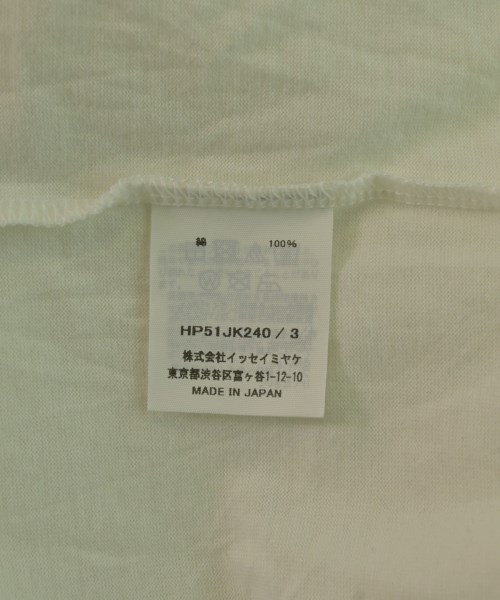 綿 100%
HP51JK240 / 3
株式会社イッセイミヤケ
東京都渋谷区富ヶ谷1-12-10
MADE IN JAPAN